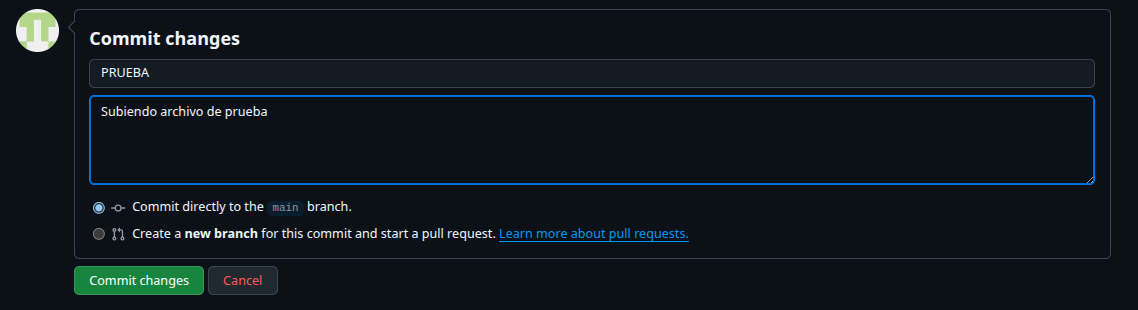 Commit changes
PRUEBA
Subiendo archivo de prueba
Commit directly to the main branch.
Create a new branch for this commit and start a pull request. Learn more about pull requests.
Commit changes Cancel